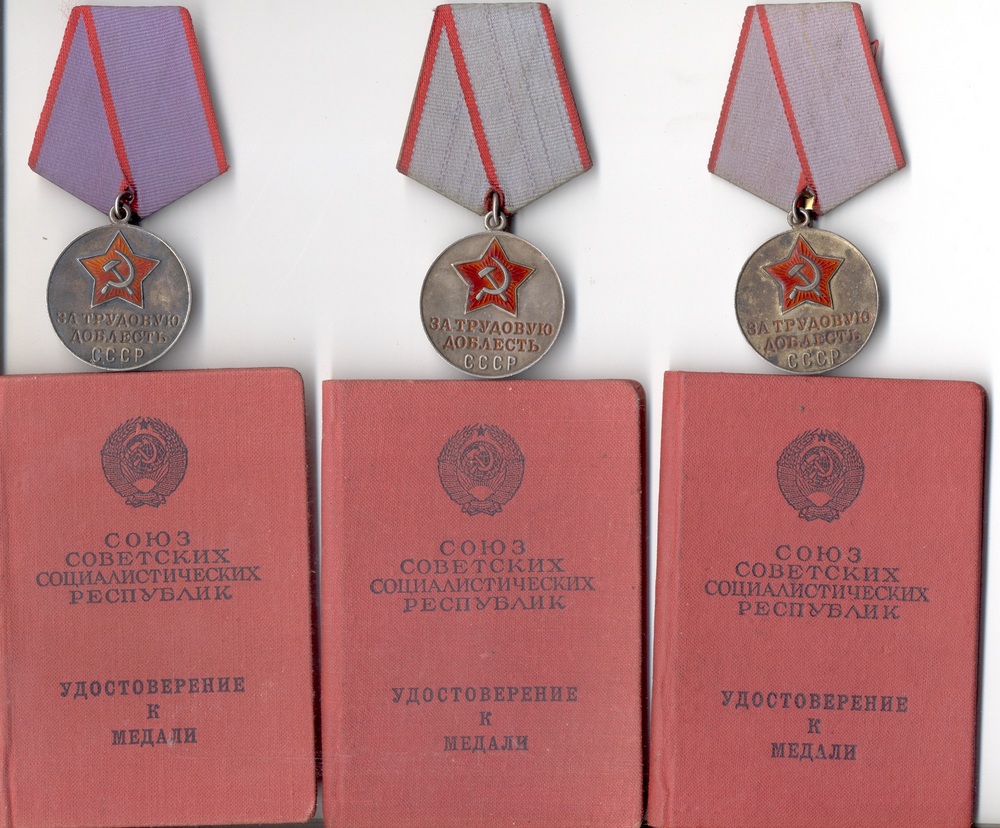 ЗА ТРУДОВУЮ
ДОБЛЕСТЬ
СССР
ЗА ТРУДОВУЮ
ДОБЛЕСТЬ
СССР
ЗА ТРУДОВУЮ
ДОБЛЕСТЬ
СССР
СОЮЗ
СОВЕТСКИХ
СОЦИАЛИСТИЧЕСКИХ
РЕСПУБЛИК
УДОСТОВЕРЕНИЕ
К
МЕДАЛИ
СОЮЗ
СОВЕТСКИХ
СОЦИАЛИСТИЧЕСКИХ
РЕСПУБЛИК
УДОСТОВЕРЕНИЕ
К
МЕДАЛИ
СОЮЗ
СОВЕТСКИХ
СОЦИАЛИСТИЧЕСКИХ
РЕСПУБЛИК
УДОСТОВЕРЕНИЕ
К
МЕДАЛИ